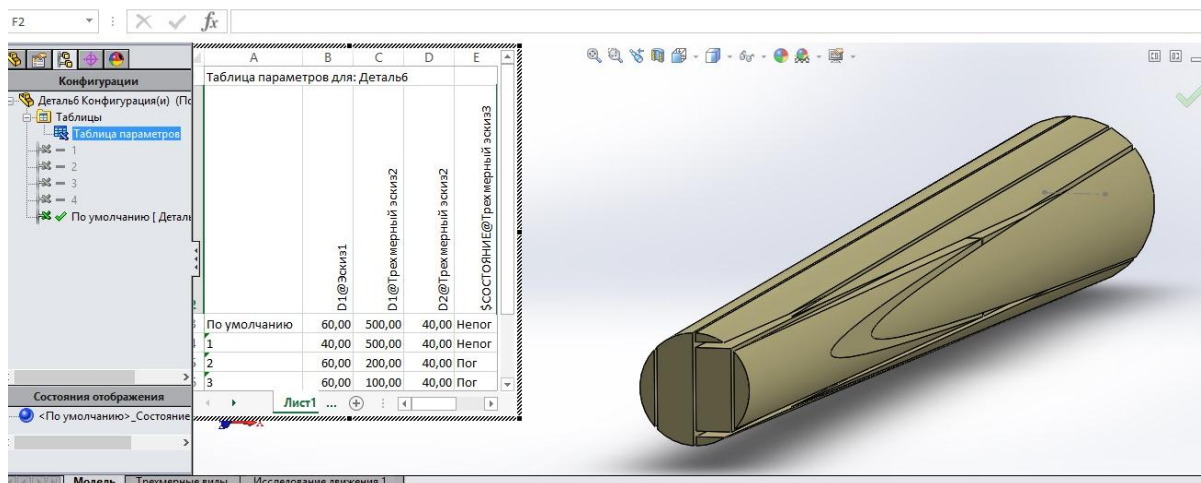 F2
fx
Конфигурации
Деталь6 Конфигурация(и) (По
Таблицы
Таблица параметров
1
2
3
4
По умолчанию [ Деталь
Состояния отображения
<По умолчанию>_Состояние
A B C D E
Таблица параметров для: Деталь6
D1@Эскиз1
D1@Трехмерный эскиз2
D2@Трехмерный эскиз2
$СОСТОЯНИЕ@Трехмерный эскиз3
По умолчанию 60,00 500,00 40,00 Непог
1 40,00 500,00 40,00 Непог
2 60,00 200,00 40,00 Пог
3 60,00 100,00 40,00 Пог
Лист1 ...
Модель Трехмерные виды Исследование движения 1